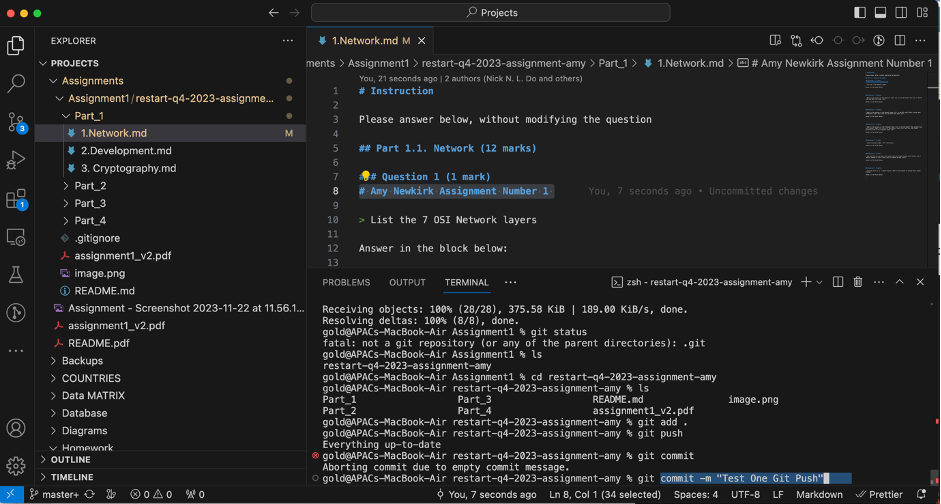 Projects
EXPLORER
PROJECTS
Assignments
Assignment1 / restart-q4-2023-assignme...
Part_1
1.Network.md M
2.Development.md
3. Cryptography.md
Part_2
Part_3
Part_4
.gitignore
assignment1_v2.pdf
image.png
README.md
Assignment - Screenshot 2023-11-22 at 11.56.1...
assignment1_v2.pdf
README.pdf
Backups
COUNTRIES
Data MATRIX
Database
Diagrams
Homework
OUTLINE
TIMELINE
3
1
1.Network.md M
ments > Assignment1 > restart-q4-2023-assignment-amy > Part_1 > 1.Network.md > # Amy Newkirk Assignment Number 1
You, 21 seconds ago | 2 authors (Nick N. L. Do and others)
1 # Instruction
2
3 Please answer below, without modifying the question
4
5 ## Part 1.1. Network (12 marks)
6
7 ### Question 1 (1 mark)
8 # Amy Newkirk Assignment Number 1 You, 7 seconds ago • Uncommitted changes
9
10 > List the 7 OSI Network layers
11
12 Answer in the block below:
13
PROBLEMS OUTPUT TERMINAL zsh - restart-q4-2023-assignment-amy
Receiving objects: 100% (28/28), 375.58 KiB | 189.00 KiB/s, done.
Resolving deltas: 100% (8/8), done.
gold@APACs-MacBook-Air Assignment1 % git status
fatal: not a git repository (or any of the parent directories): .git
gold@APACs-MacBook-Air Assignment1 % ls
restart-q4-2023-assignment-amy
gold@APACs-MacBook-Air Assignment1 % cd restart-q4-2023-assignment-amy
gold@APACs-MacBook-Air restart-q4-2023-assignment-amy % ls
Part_1 Part_3 README.md image.png
Part_2 Part_4 assignment1_v2.pdf
gold@APACs-MacBook-Air restart-q4-2023-assignment-amy % git add .
gold@APACs-MacBook-Air restart-q4-2023-assignment-amy % git push
Everything up-to-date
gold@APACs-MacBook-Air restart-q4-2023-assignment-amy % git commit
Aborting commit due to empty commit message.
gold@APACs-MacBook-Air restart-q4-2023-assignment-amy % git commit -m "Test One Git Push"
master+ 0 0 0 You, 7 seconds ago Ln 8, Col 1 (34 selected) Spaces: 4 UTF-8 LF Markdown Prettier